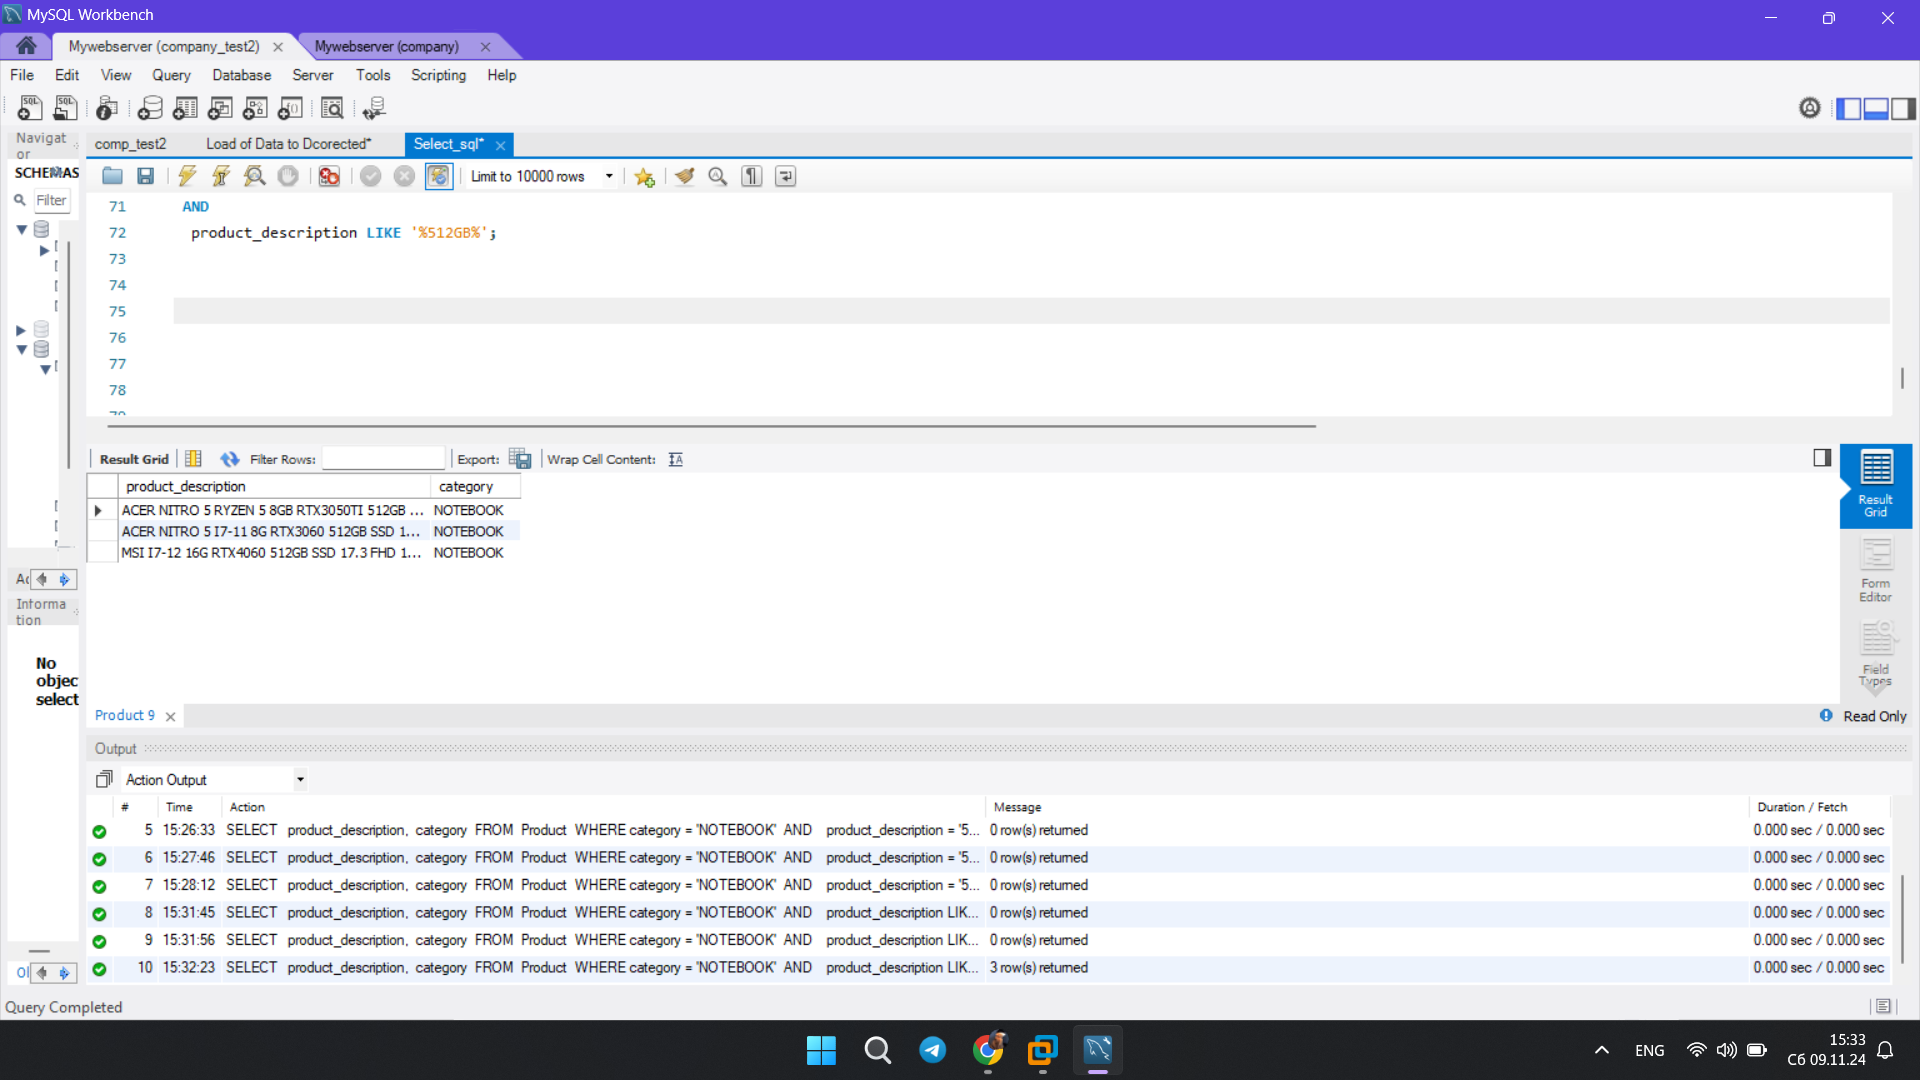 MySQL Workbench
Mywebserver (company_test2)
Mywebserver (company)
File Edit View Query Database Server Tools Scripting Help
Navigat
or
SCHEMAS
Filter
comp_test2
Load of Data to Dcorected*
Select_sql*
Limit to 10000 rows
71 AND
72 product_description LIKE '%512GB%';
73
74
75
76
77
78
79
Result Grid Filter Rows: Export: Wrap Cell Content:
product_description category
ACER NITRO 5 RYZEN 5 8GB RTX3050TI 512GB ... NOTEBOOK
ACER NITRO 5 I7-11 8G RTX3060 512GB SSD 1... NOTEBOOK
MSI I7-12 16G RTX4060 512GB SSD 17.3 FHD 1... NOTEBOOK
Result
Grid
Form
Editor
Field
Types
Informa
tion
No
objec
select
Product 9
Read Only
Output
Action Output
# Time Action Message Duration / Fetch
5 15:26:33 SELECT product_description, category FROM Product WHERE category = 'NOTEBOOK' AND product_description = '5... 0 row(s) returned 0.000 sec / 0.000 sec
6 15:27:46 SELECT product_description, category FROM Product WHERE category = 'NOTEBOOK' AND product_description = '5... 0 row(s) returned 0.000 sec / 0.000 sec
7 15:28:12 SELECT product_description, category FROM Product WHERE category = 'NOTEBOOK' AND product_description = '5... 0 row(s) returned 0.000 sec / 0.000 sec
8 15:31:45 SELECT product_description, category FROM Product WHERE category = 'NOTEBOOK' AND product_description LIK... 0 row(s) returned 0.000 sec / 0.000 sec
9 15:31:56 SELECT product_description, category FROM Product WHERE category = 'NOTEBOOK' AND product_description LIK... 0 row(s) returned 0.000 sec / 0.000 sec
10 15:32:23 SELECT product_description, category FROM Product WHERE category = 'NOTEBOOK' AND product_description LIK... 3 row(s) returned 0.000 sec / 0.000 sec
Query Completed
ENG
15:33
Сб 09.11.24